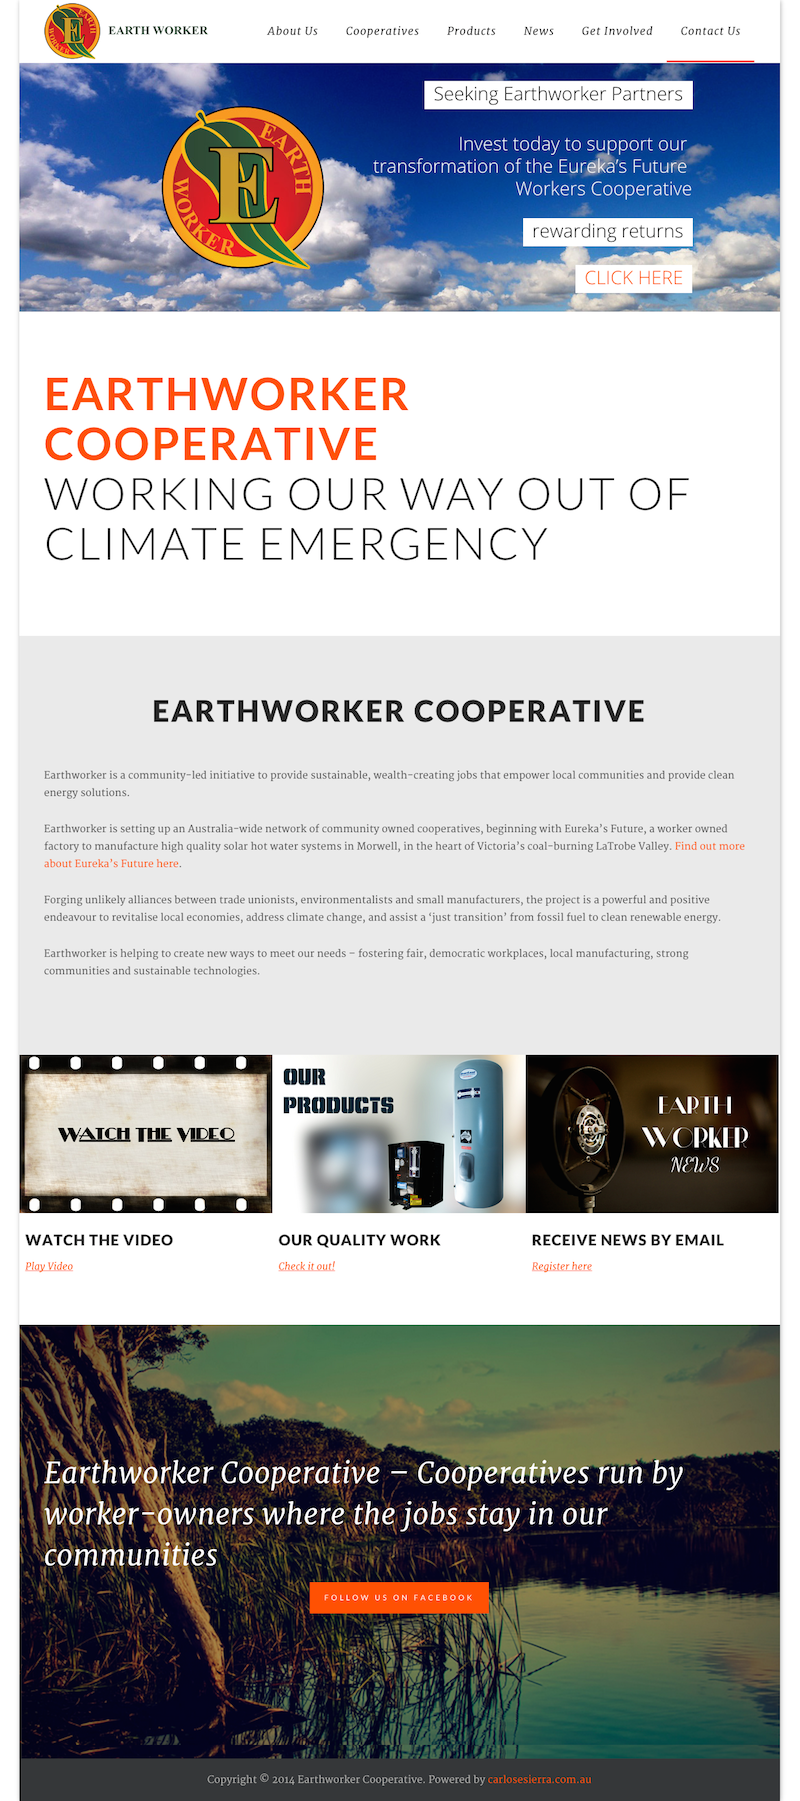 EARTH WORKER
EARTH WORKER
About Us
Cooperatives
Products
News
Get Involved
Contact Us
Seeking Earthworker Partners
EARTH
E
WORKER
Invest today to support our
transformation of the Eureka's Future
Workers Cooperative
rewarding returns
CLICK HERE
EARTHWORKER
COOPERATIVE
WORKING OUR WAY OUT OF
CLIMATE EMERGENCY
EARTHWORKER COOPERATIVE
Earthworker is a community-led initiative to provide sustainable, wealth-creating jobs that empower local communities and provide clean
energy solutions.
Earthworker is setting up an Australia-wide network of community owned cooperatives, beginning with Eureka's Future, a worker owned
factory to manufacture high quality solar hot water systems in Morwell, in the heart of Victoria's coal-burning LaTrobe Valley. Find out more
about Eureka's Future here.
Forging unlikely alliances between trade unionists, environmentalists and small manufacturers, the project is a powerful and positive
endeavour to revitalise local economies, address climate change, and assist a 'just transition' from fossil fuel to clean renewable energy.
Earthworker is helping to create new ways to meet our needs – fostering fair, democratic workplaces, local manufacturing, strong
communities and sustainable technologies.
WATCH THE VIDEO
OUR
PRODUCTS
EARTH
WORKER
NEWS
WATCH THE VIDEO
OUR QUALITY WORK
RECEIVE NEWS BY EMAIL
Play Video
Check it out!
Register here
Earthworker Cooperative – Cooperatives run by
worker-owners where the jobs stay in our
communities
FOLLOW US ON FACEBOOK
Copyright © 2014 Earthworker Cooperative. Powered by carlosesierra.com.au